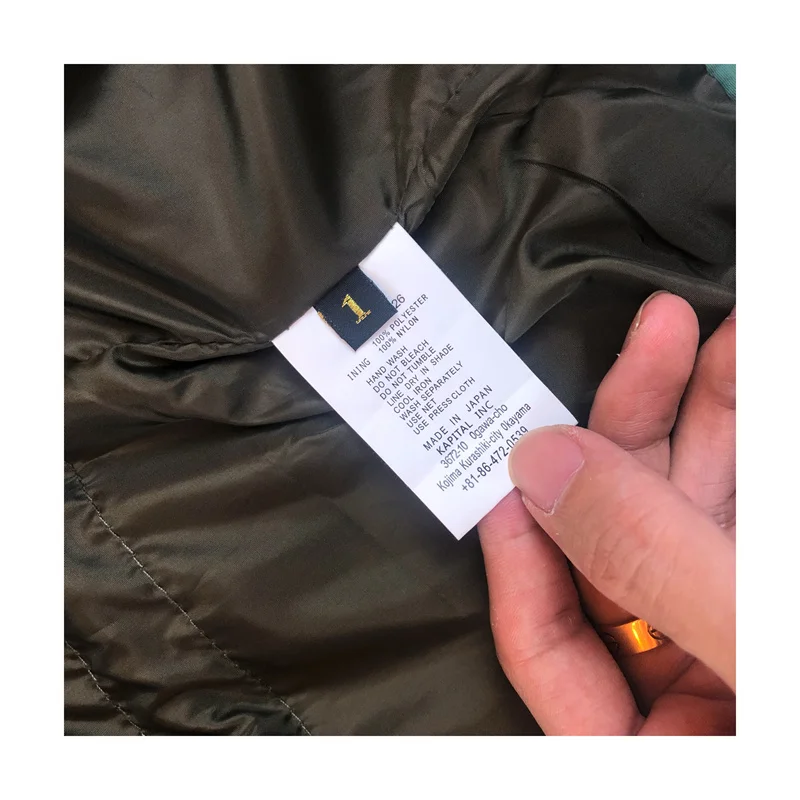 1
26
100% POLYESTER
INING 100% NYLON
HAND WASH
DO NOT BLEACH
DO NOT TUMBLE
LINE DRY IN SHADE
COOL IRON
WASH SEPARATELY
USE NET
USE PRESS CLOTH
MADE IN JAPAN
KAPITAL INC
3672-10 Ogawa-cho
Kojima Kurashiki-city Okayama
+81-86-472-0539